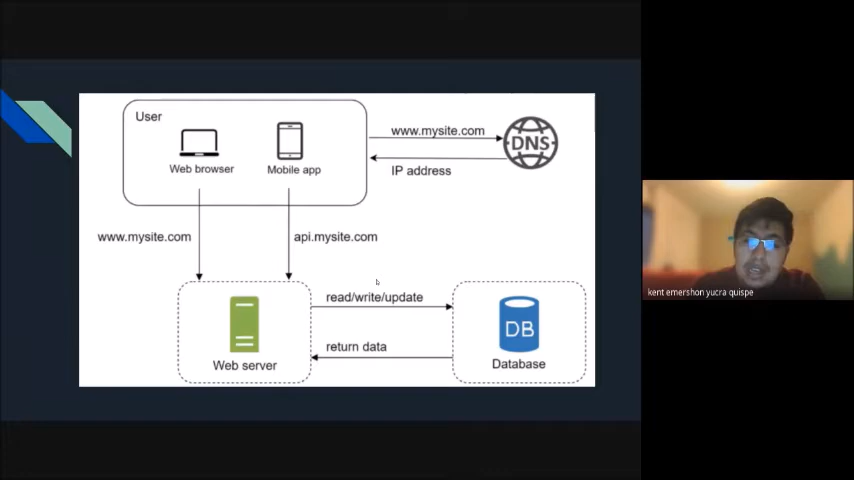 User
www.mysite.com
DNS
Web browser
Mobile app
IP address
www.mysite.com
api.mysite.com
read/write/update
DB
return data
Web server
Database
kent emershon yucra quispe